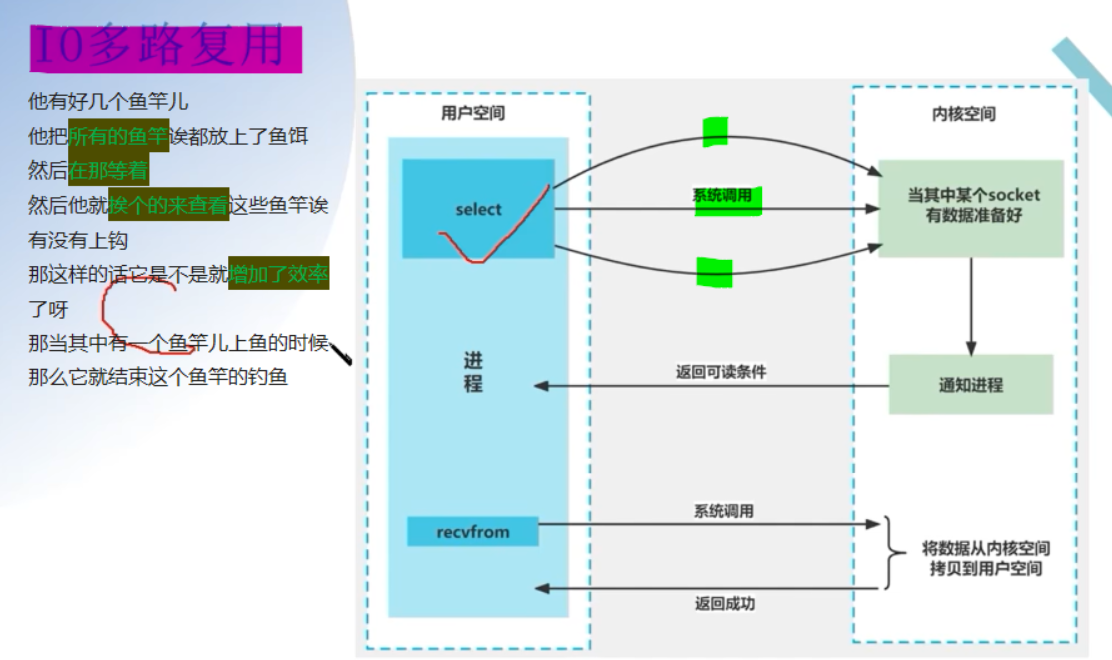 IO多路复用
他有好几个鱼竿儿
他把所有的鱼竿诶都放上了鱼饵
然后在那等着
然后他就挨个的来查看这些鱼竿诶
有没有上钩
那这样的话它是不是就增加了效率
了呀
那当其中有一个鱼竿儿上鱼的时候
那么它就结束这个鱼竿的钓鱼
用户空间
内核空间
select
系统调用
当其中某个socket
有数据准备好
进
程
返回可读条件
通知进程
recvfrom
系统调用
将数据从内核空间
拷贝到用户空间
返回成功